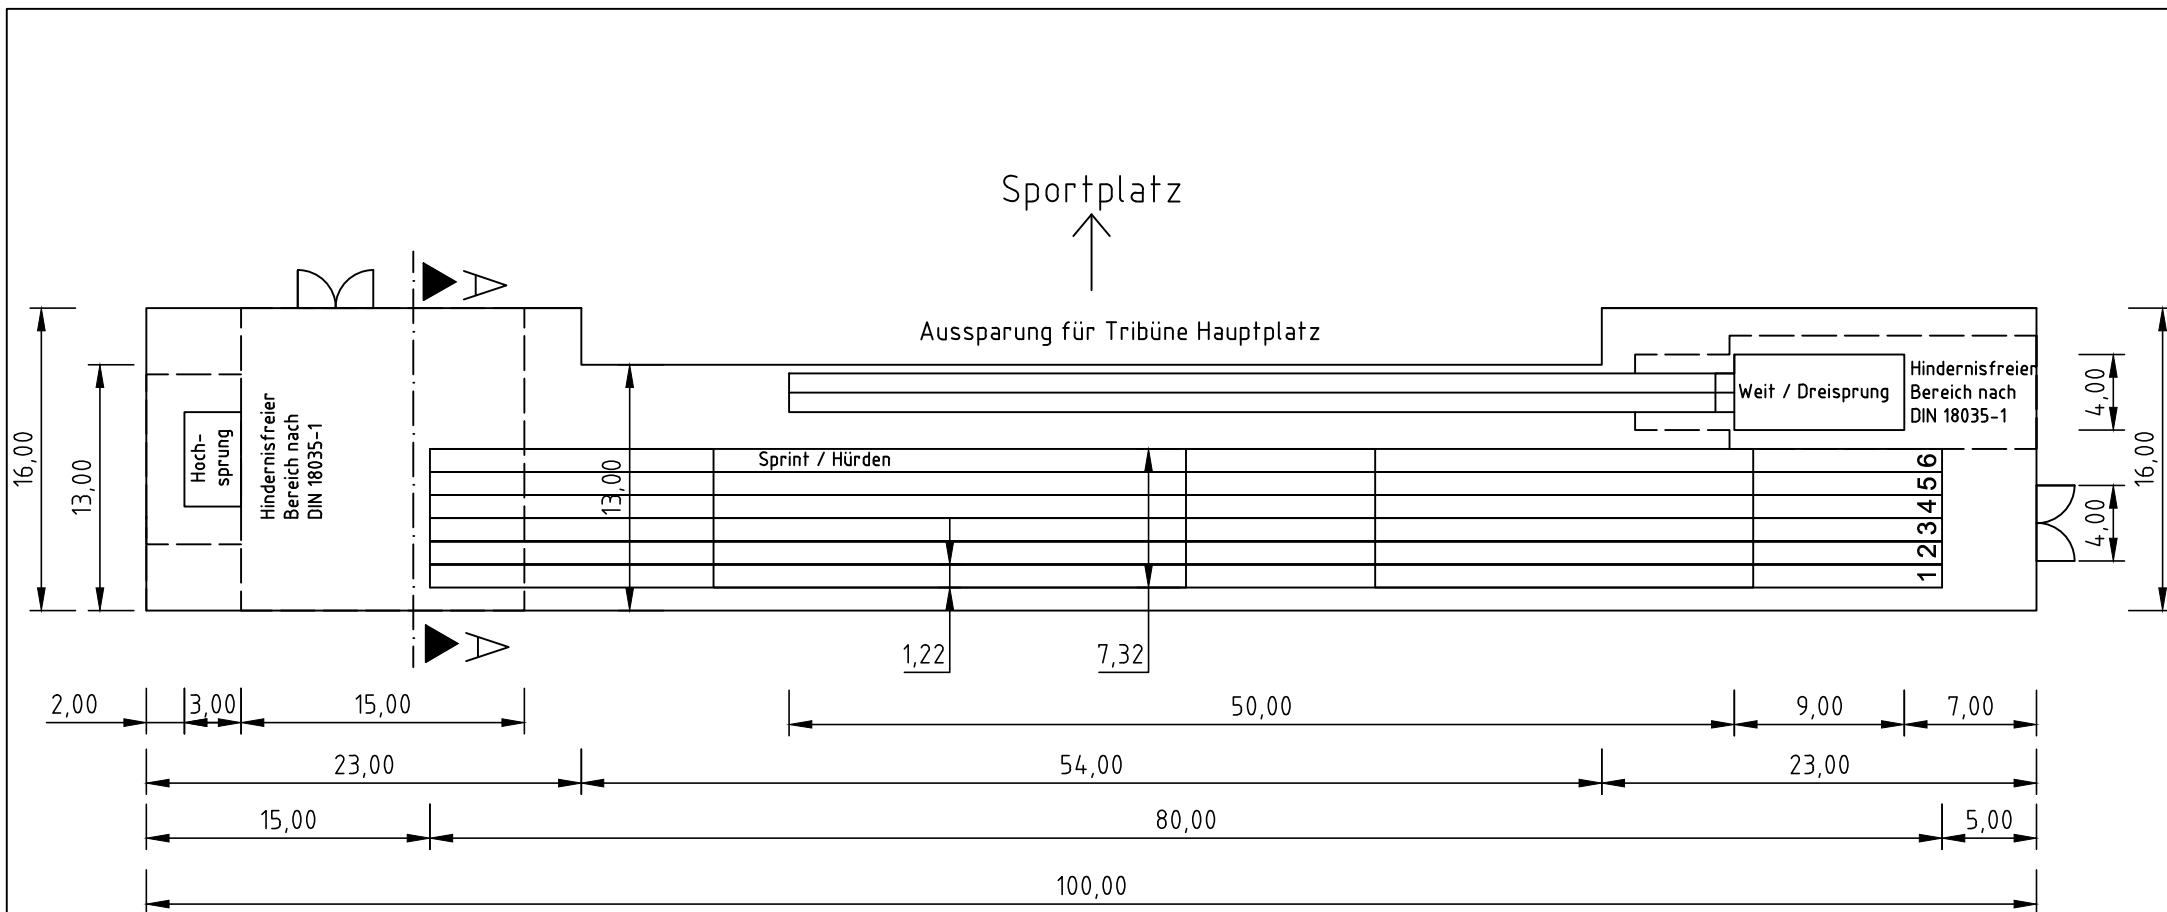 Sportplatz
A
Aussparung für Tribüne Hauptplatz
16,00
13,00
Hoch-
sprung
Hindernisfreier
Bereich nach
DIN 18035-1
13,00
Sprint / Hürden
Weit / Dreisprung
Hindernisfreier
Bereich nach
DIN 18035-1
4,00
16,00
4,00
6
5
4
3
2
1
A
1,22
7,32
2,00
3,00
15,00
50,00
9,00
7,00
23,00
54,00
23,00
15,00
80,00
5,00
100,00